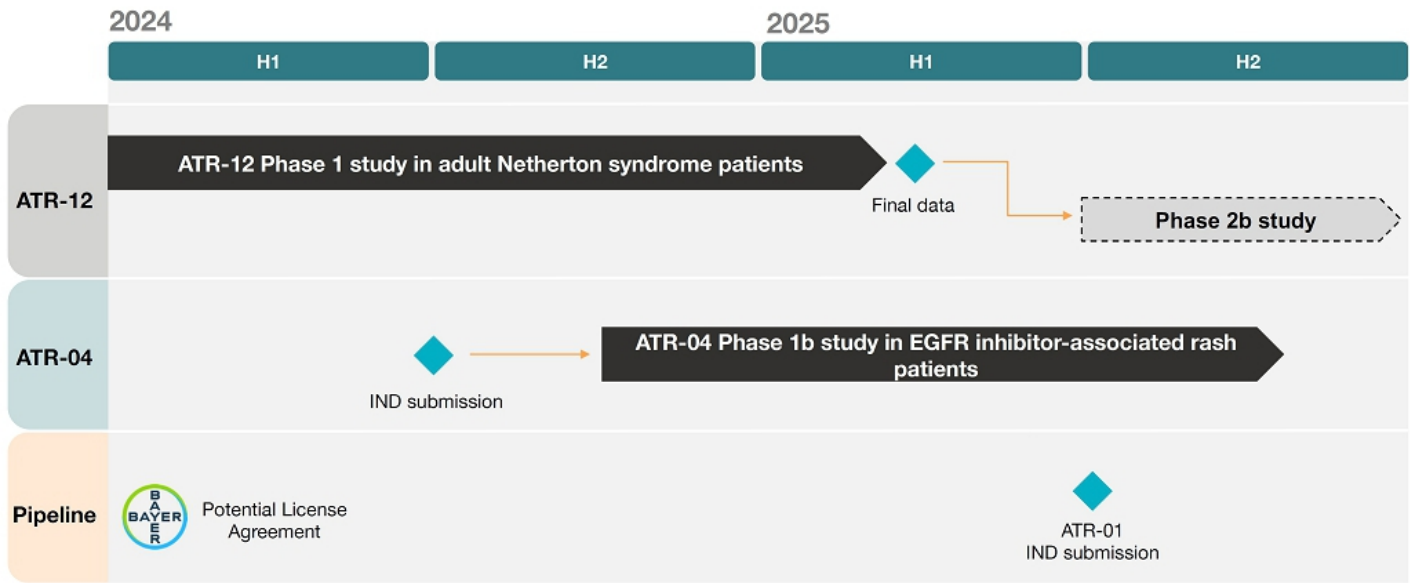 2024
2025
H1
H2
H1
H2
ATR-12
ATR-12 Phase 1 study in adult Netherton syndrome patients
Final data
Phase 2b study
ATR-04
IND submission
ATR-04 Phase 1b study in EGFR inhibitor-associated rash
patients
Pipeline
BAYER
BAYER
Potential License
Agreement
ATR-01
IND submission